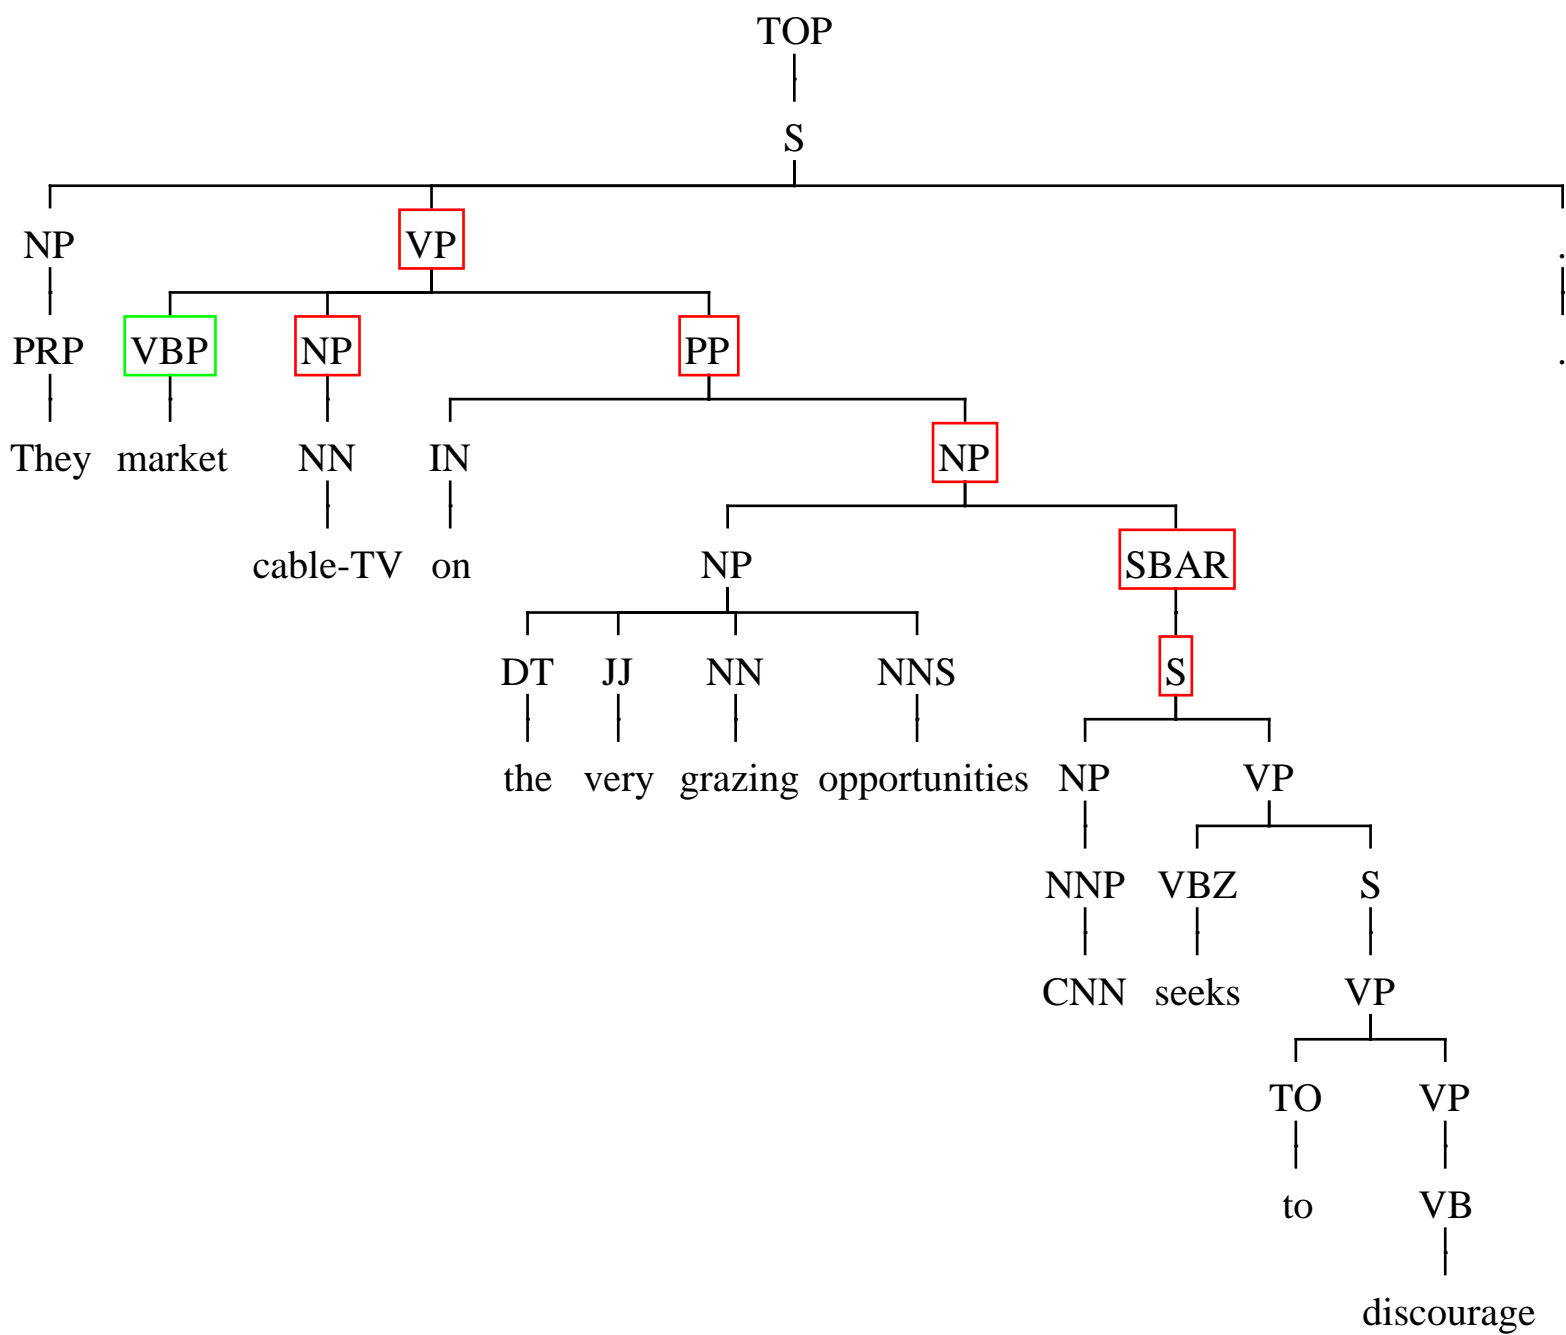 TOP
S
NP VP .
PRP VBP NP PP .
They market NN IN NP
cable-TV on NP SBAR
DT JJ NN NNS S
the very grazing opportunities NP VP
NNP VBZ S
CNN seeks VP
TO VP
to VB
discourage